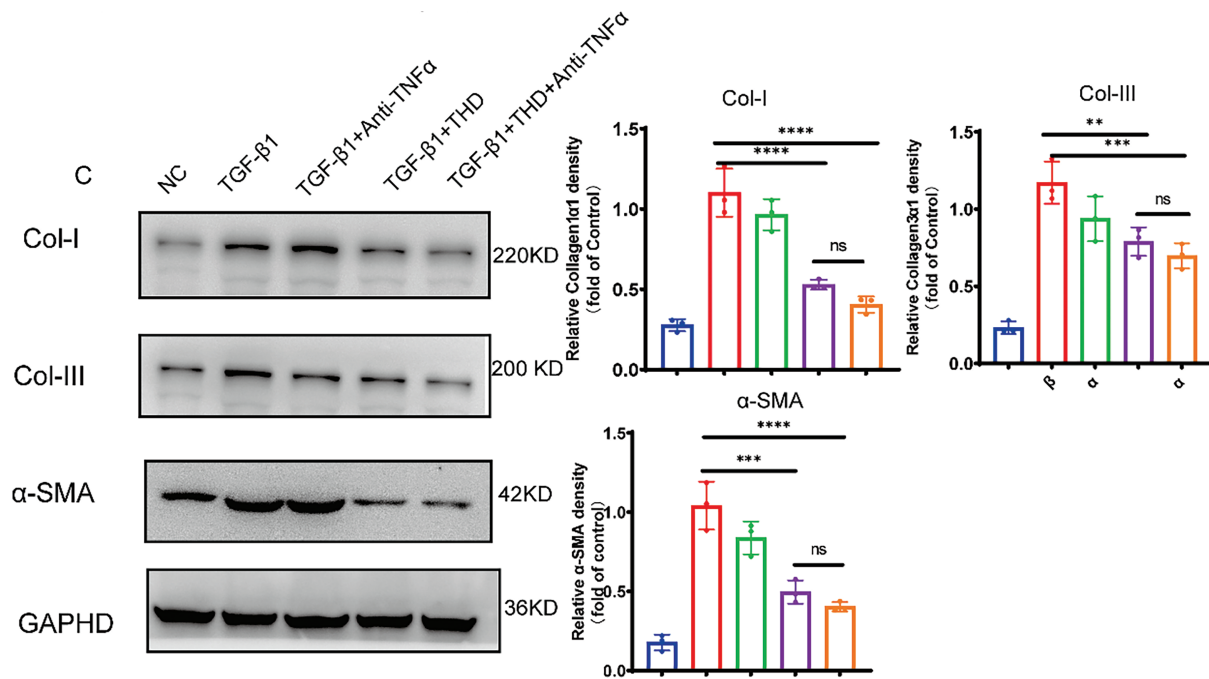 C
NC
TGF-β1
TGF-β1+Anti-TNFα
TGF-β1+THD
TGF-β1+THD+Anti-TNFα
Col-I
220KD
Col-III
200 KD
α-SMA
42KD
GAPHD
36KD
Col-I
Relative Collagen1α1 density
(fold of Control)
1.5
1.0
0.5
0.0
****
****
ns
Col-III
Relative Collagen3α1 density
(fold of Control)
1.5
1.0
0.5
0.0
**
***
ns
β
α
α
α-SMA
Relative α-SMA density
(fold of control)
1.5
1.0
0.5
0.0
****
***
ns